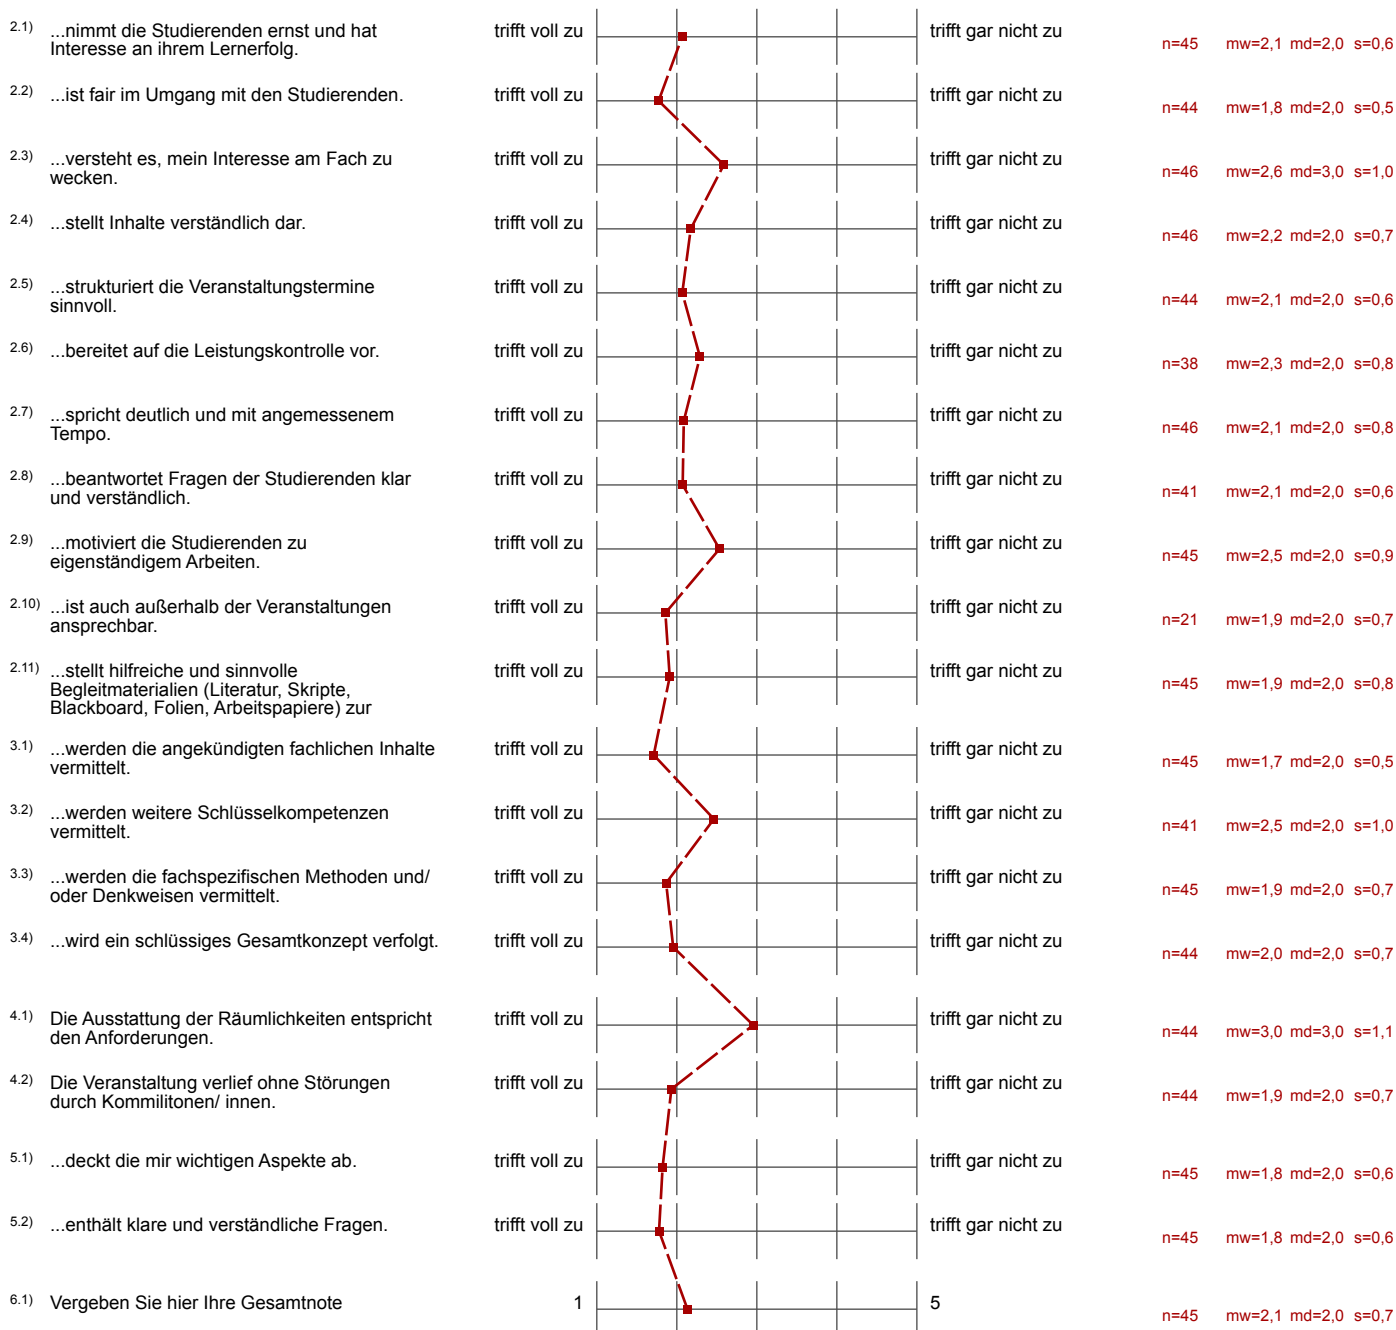 2.1) ...nimmt die Studierenden ernst und hat trifft voll zu trifft gar nicht zu
Interesse an ihrem Lernerfolg. n=45 mw=2,1 md=2,0 s=0,6
2.2) ...ist fair im Umgang mit den Studierenden. trifft voll zu trifft gar nicht zu
n=44 mw=1,8 md=2,0 s=0,5
2.3) ...versteht es, mein Interesse am Fach zu trifft voll zu trifft gar nicht zu
wecken. n=46 mw=2,6 md=3,0 s=1,0
2.4) ...stellt Inhalte verständlich dar. trifft voll zu trifft gar nicht zu
n=46 mw=2,2 md=2,0 s=0,7
2.5) ...strukturiert die Veranstaltungstermine trifft voll zu trifft gar nicht zu
sinnvoll. n=44 mw=2,1 md=2,0 s=0,6
2.6) ...bereitet auf die Leistungskontrolle vor. trifft voll zu trifft gar nicht zu
n=38 mw=2,3 md=2,0 s=0,8
2.7) ...spricht deutlich und mit angemessenem trifft voll zu trifft gar nicht zu
Tempo. n=46 mw=2,1 md=2,0 s=0,8
2.8) ...beantwortet Fragen der Studierenden klar trifft voll zu trifft gar nicht zu
und verständlich. n=41 mw=2,1 md=2,0 s=0,6
2.9) ...motiviert die Studierenden zu trifft voll zu trifft gar nicht zu
eigenständigem Arbeiten. n=45 mw=2,5 md=2,0 s=0,9
2.10) ...ist auch außerhalb der Veranstaltungen trifft voll zu trifft gar nicht zu
ansprechbar. n=21 mw=1,9 md=2,0 s=0,7
2.11) ...stellt hilfreiche und sinnvolle trifft voll zu trifft gar nicht zu
Begleitmaterialien (Literatur, Skripte, n=45 mw=1,9 md=2,0 s=0,8
Blackboard, Folien, Arbeitspapiere) zur
3.1) ...werden die angekündigten fachlichen Inhalte trifft voll zu trifft gar nicht zu
vermittelt. n=45 mw=1,7 md=2,0 s=0,5
3.2) ...werden weitere Schlüsselkompetenzen trifft voll zu trifft gar nicht zu
vermittelt. n=41 mw=2,5 md=2,0 s=1,0
3.3) ...werden die fachspezifischen Methoden und/ trifft voll zu trifft gar nicht zu
oder Denkweisen vermittelt. n=45 mw=1,9 md=2,0 s=0,7
3.4) ...wird ein schlüssiges Gesamtkonzept verfolgt. trifft voll zu trifft gar nicht zu
n=44 mw=2,0 md=2,0 s=0,7
4.1) Die Ausstattung der Räumlichkeiten entspricht trifft voll zu trifft gar nicht zu
den Anforderungen. n=44 mw=3,0 md=3,0 s=1,1
4.2) Die Veranstaltung verlief ohne Störungen trifft voll zu trifft gar nicht zu
durch Kommilitonen/ innen. n=44 mw=1,9 md=2,0 s=0,7
5.1) ...deckt die mir wichtigen Aspekte ab. trifft voll zu trifft gar nicht zu
n=45 mw=1,8 md=2,0 s=0,6
5.2) ...enthält klare und verständliche Fragen. trifft voll zu trifft gar nicht zu
n=45 mw=1,8 md=2,0 s=0,6
6.1) Vergeben Sie hier Ihre Gesamtnote 1 5
n=45 mw=2,1 md=2,0 s=0,7